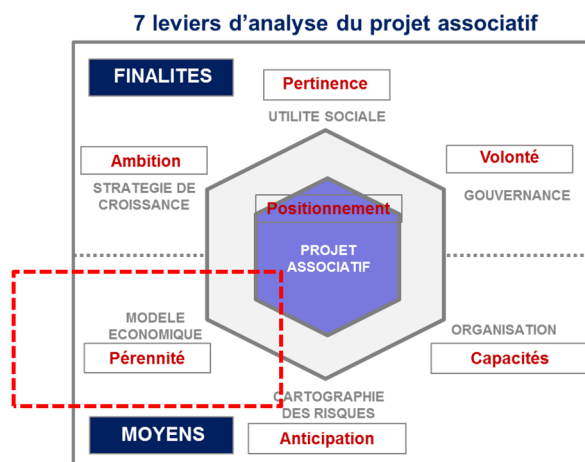 7 leviers d'analyse du projet associatif
FINALITES
Pertinence
UTILITE SOCIALE
Ambition
STRATEGIE DE
CROISSANCE
Volonté
GOUVERNANCE
Positionnement
PROJET
ASSOCIATIF
MODELE
ECONOMIQUE
Pérennité
ORGANISATION
Capacités
CARTOGRAPHIE
DES RISQUES
MOYENS
Anticipation